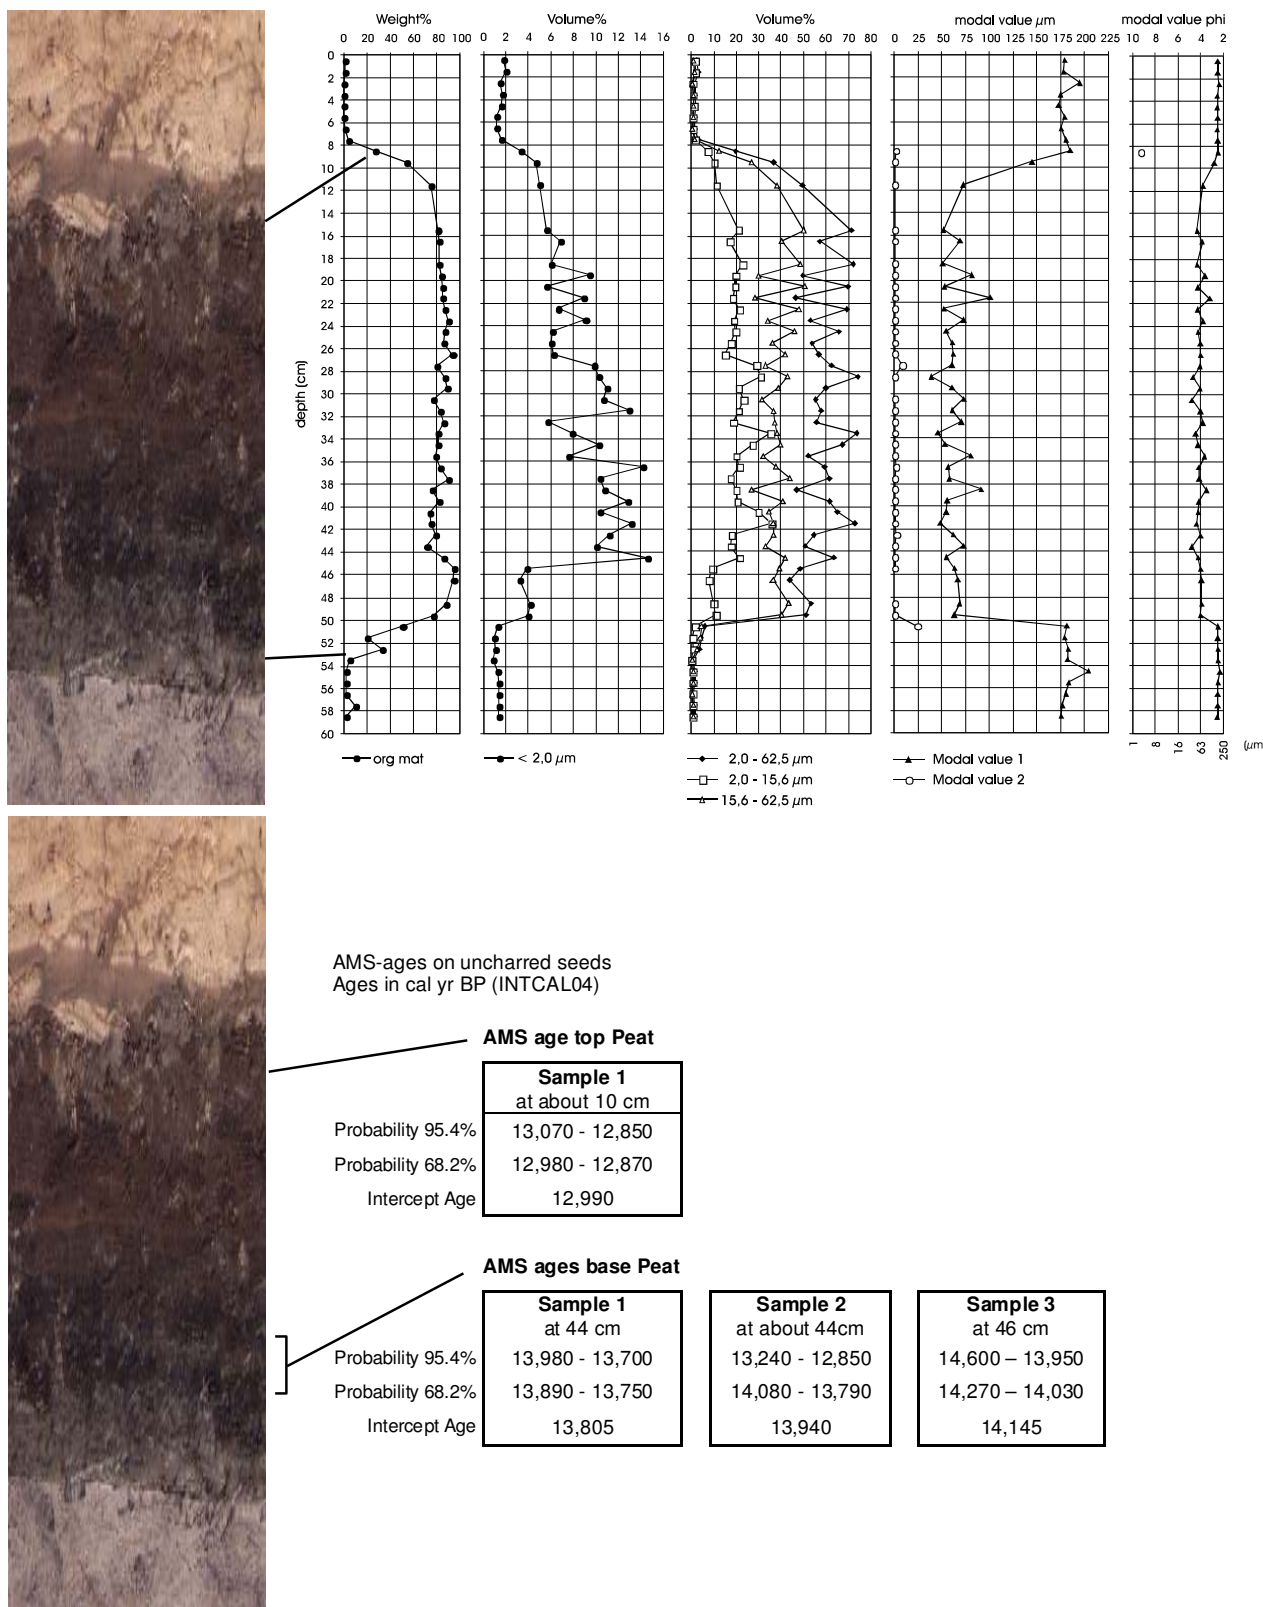 Weight% Volume% Volume% modal value µm modal value phi
0 20 40 60 80 100 0 2 4 6 8 10 12 14 16 0 10 20 30 40 50 60 70 80 0 25 50 75 100 125 150 175 200 225 10 8 6 4 2
0
2
4
6
8
10
12
14
16
18
20
22
24
26
28
depth (cm)
30
32
34
36
38
40
42
44
46
48
50
52
54
56
58
60
1 8 16 63 250 (µm
org mat < 2,0 µm 2,0 - 62,5 µm Modal value 1
2,0 - 15,6 µm Modal value 2
15,6 - 62,5 µm
AMS-ages on uncharred seeds
Ages in cal yr BP (INTCAL04)
AMS age top Peat
Sample 1
at about 10 cm
Probability 95.4% 13,070 - 12,850
Probability 68.2% 12,980 - 12,870
Intercept Age 12,990
AMS ages base Peat
Sample 1 Sample 2 Sample 3
at 44 cm at about 44cm at 46 cm
Probability 95.4% 13,980 - 13,700 13,240 - 12,850 14,600 – 13,950
Probability 68.2% 13,890 - 13,750 14,080 - 13,790 14,270 – 14,030
Intercept Age 13,805 13,940 14,145